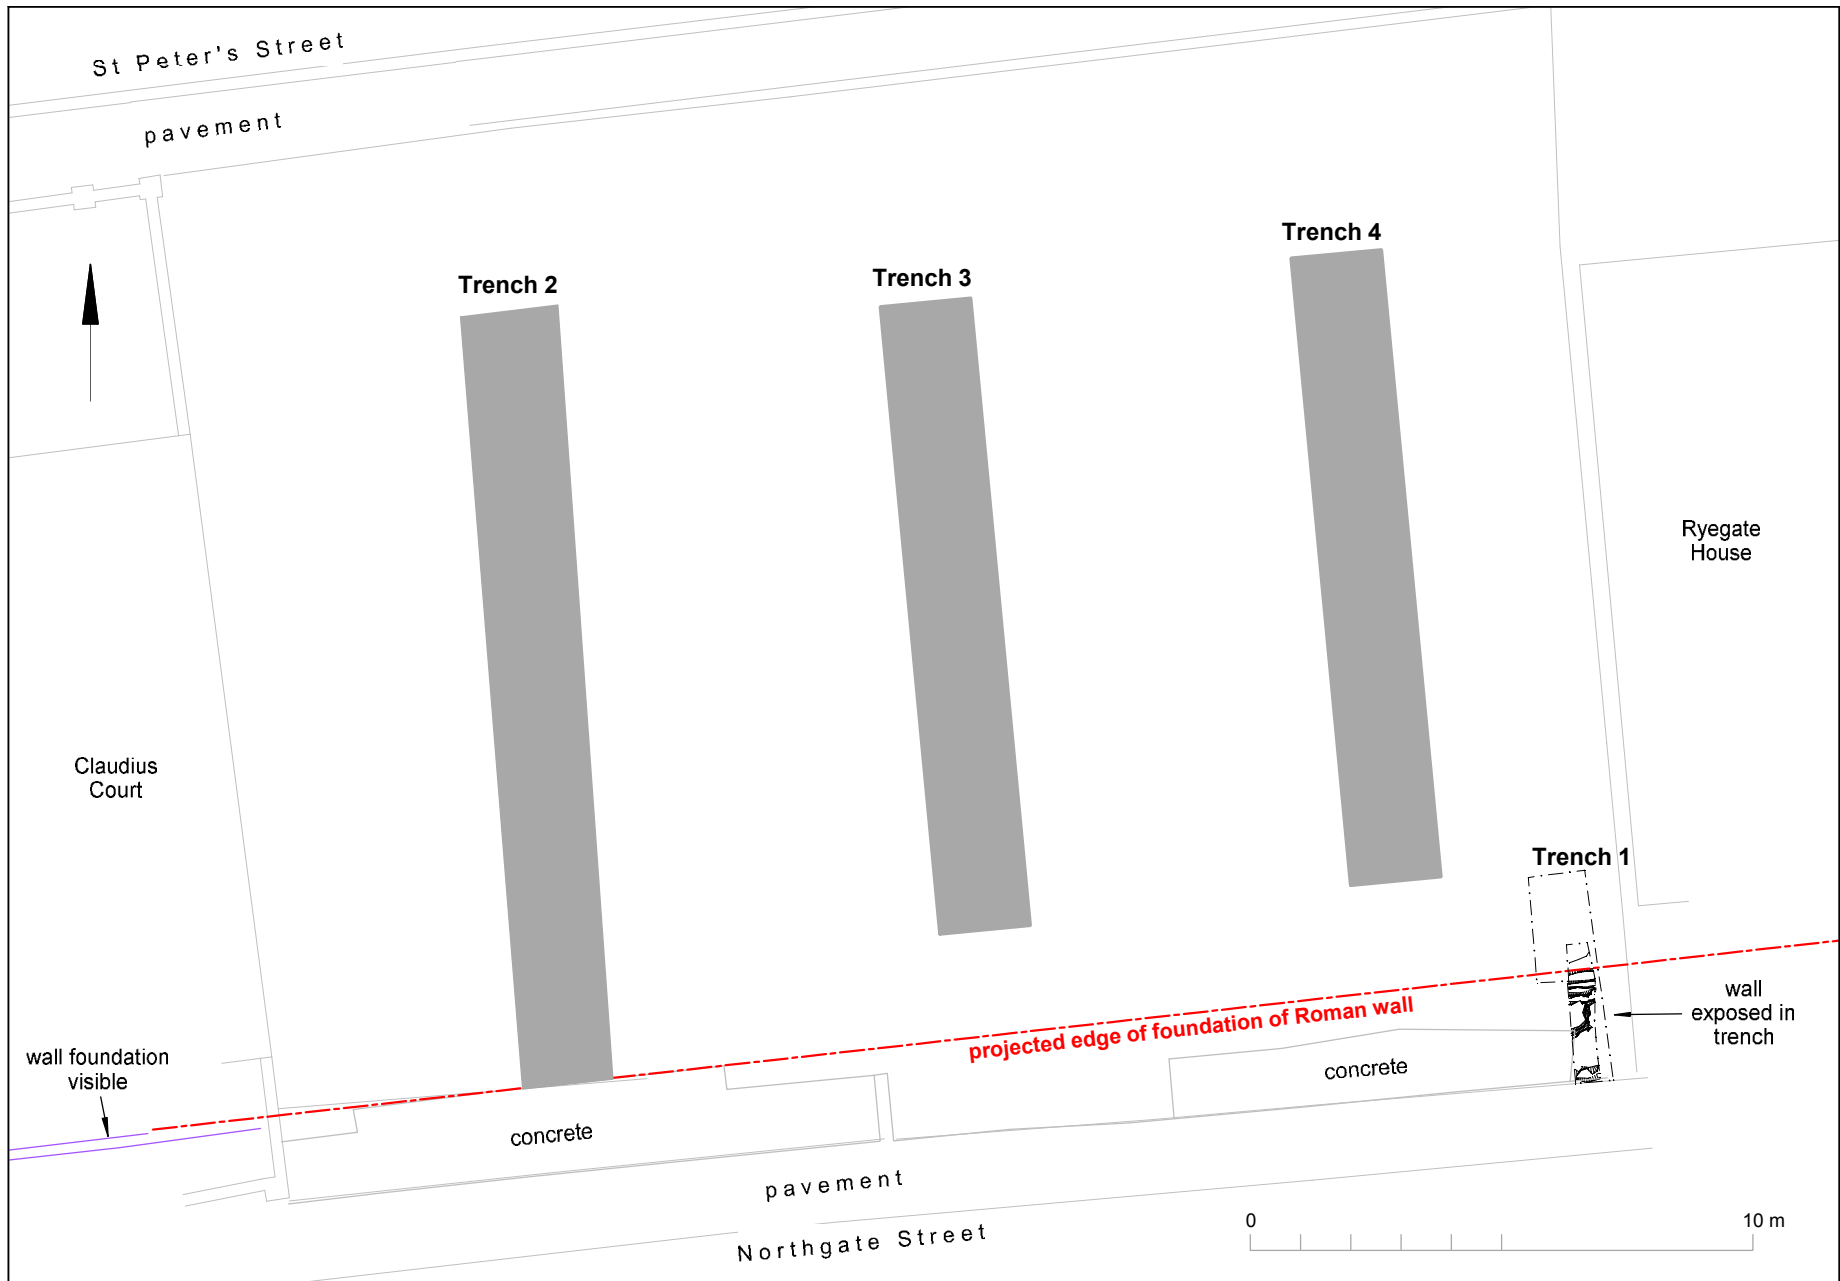 St Peter's Street
pavement
Trench 4
Trench 2
Trench 3
Ryegate
House
Claudius
Court
Trench 1
projected edge of foundation of Roman wall
wall
exposed in
trench
wall foundation
visible
concrete
concrete
pavement
Northgate Street
0
10 m